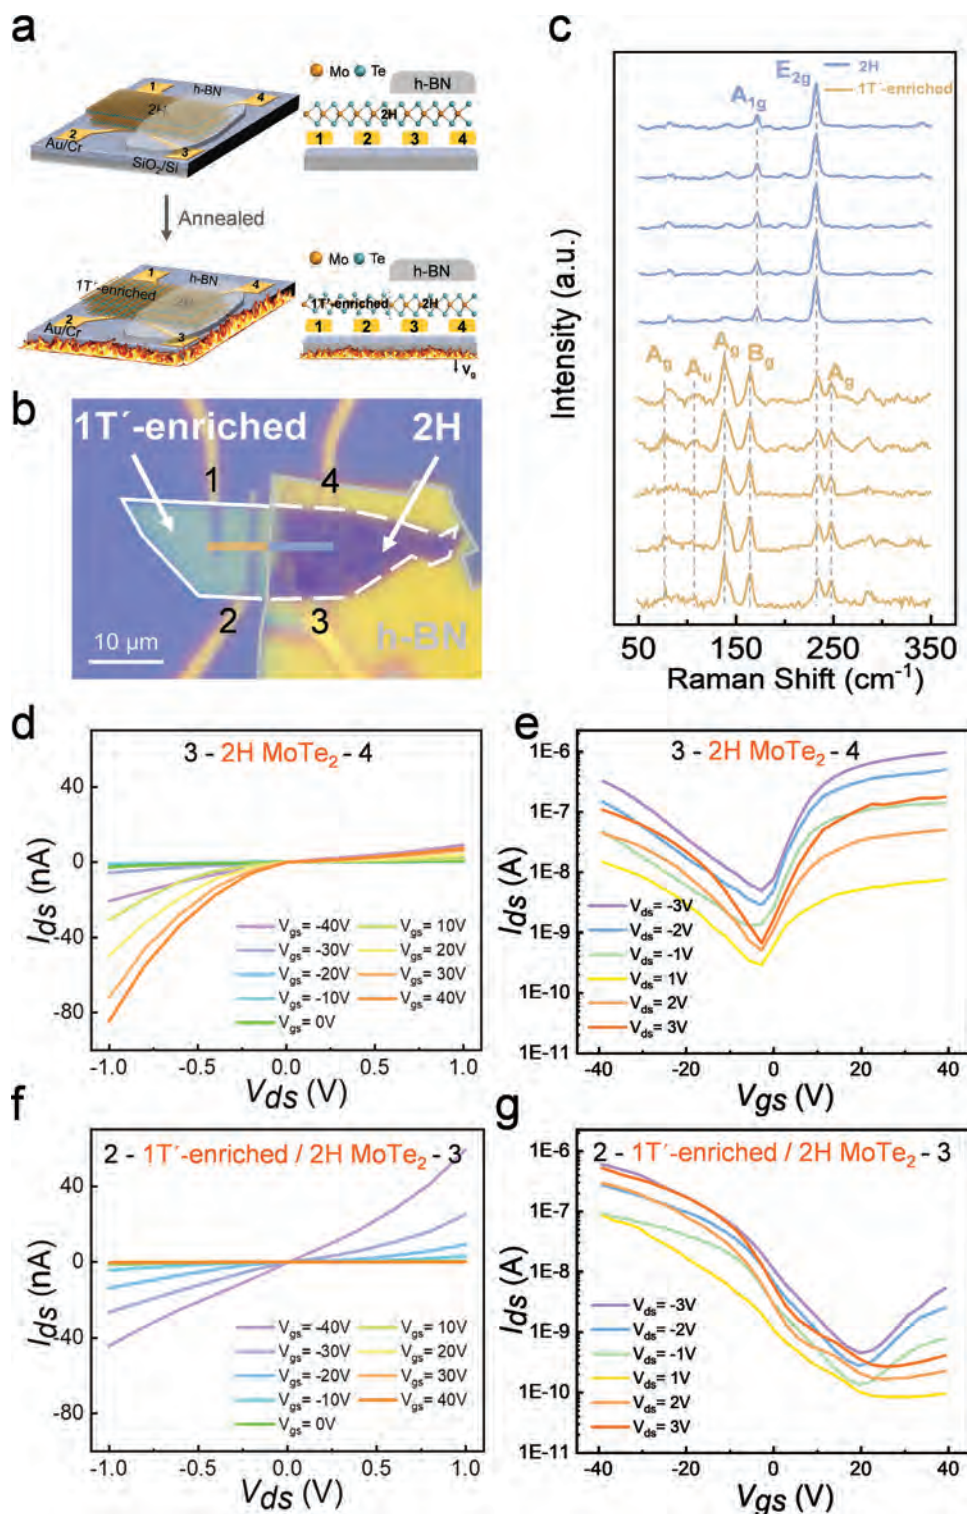 a
Mo Te
h-BN
1 h-BN 4
2H
2H
2
Au/Cr
3
SiO2/Si
1 2 3 4
Annealed
Mo Te
h-BN
1 h-BN 4
1T´-enriched
2H
1T´-enriched 2H
2
Au/Cr
3
1 2 3 4
Vg
b
1T´-enriched
2H
1
4
2
3
10 µm
h-BN
c
2H
1T´-enriched
E2g
A1g
Ag
Au
Ag
Bg
Ag
Intensity (a.u.)
50 150 250 350
Raman Shift (cm-1)
d
3 - 2H MoTe2 - 4
40
0
-40
-80
Ids (nA)
Vgs= -40V
Vgs= -30V
Vgs= -20V
Vgs= -10V
Vgs= 0V
Vgs= 10V
Vgs= 20V
Vgs= 30V
Vgs= 40V
-1.0 -0.5 0.0 0.5 1.0
Vds (V)
e
3 - 2H MoTe2 - 4
1E-6
1E-7
1E-8
1E-9
1E-10
1E-11
Ids (A)
Vds= -3V
Vds= -2V
Vds= -1V
Vds= 1V
Vds= 2V
Vds= 3V
-40 -20 0 20 40
Vgs (V)
f
2 - 1T´-enriched / 2H MoTe2 - 3
40
0
-40
-80
Ids (nA)
Vgs= -40V
Vgs= -30V
Vgs= -20V
Vgs= -10V
Vgs= 0V
Vgs= 10V
Vgs= 20V
Vgs= 30V
Vgs= 40V
-1.0 -0.5 0.0 0.5 1.0
Vds (V)
g
2 - 1T´-enriched / 2H MoTe2 - 3
1E-6
1E-7
1E-8
1E-9
1E-10
1E-11
Ids (A)
Vds= -3V
Vds= -2V
Vds= -1V
Vds= 1V
Vds= 2V
Vds= 3V
-40 -20 0 20 40
Vgs (V)